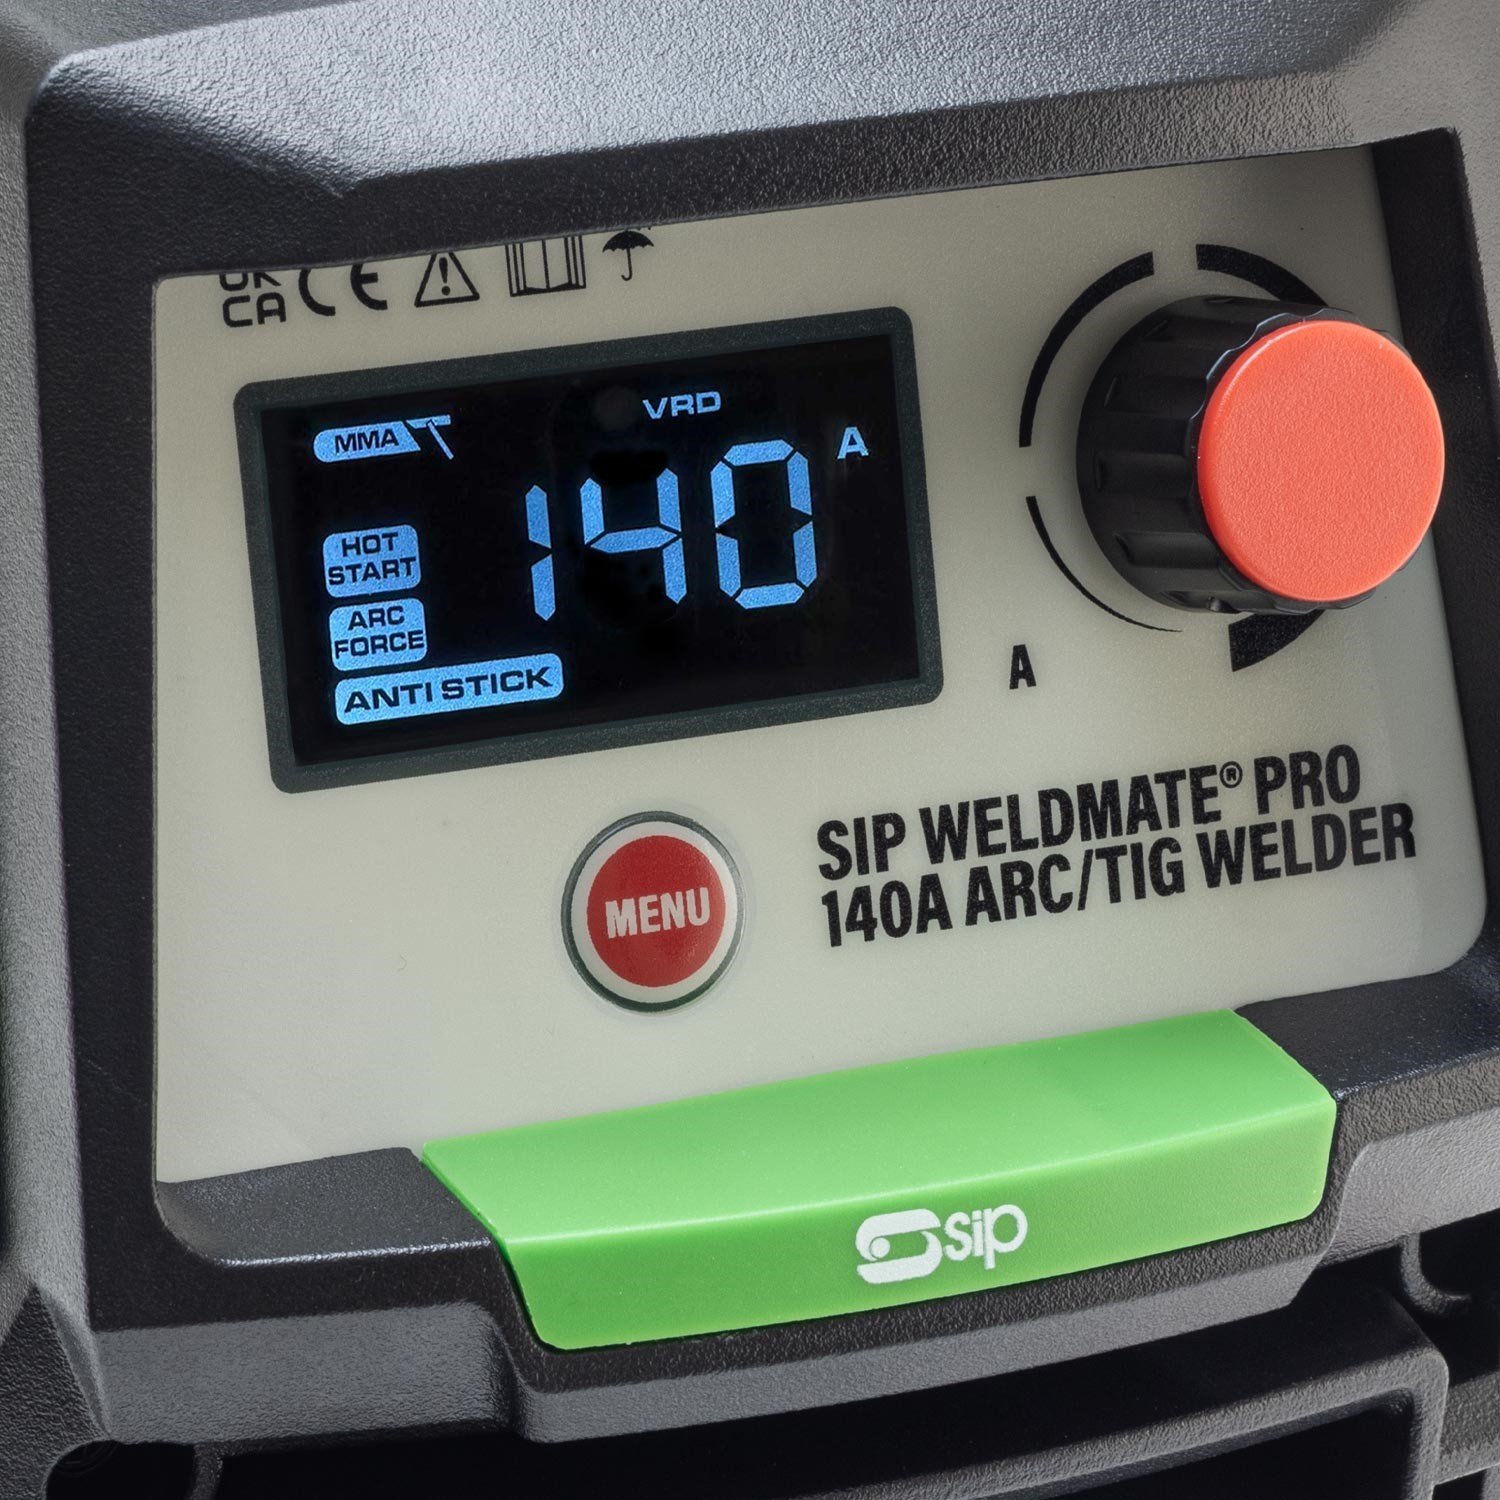 UK
CA CE
VRD
MMA
140 A
HOT
START
ARC
FORCE
ANTI STICK
A
MENU
SIP WELDMATE® PRO
140A ARC/TIG WELDER
sip